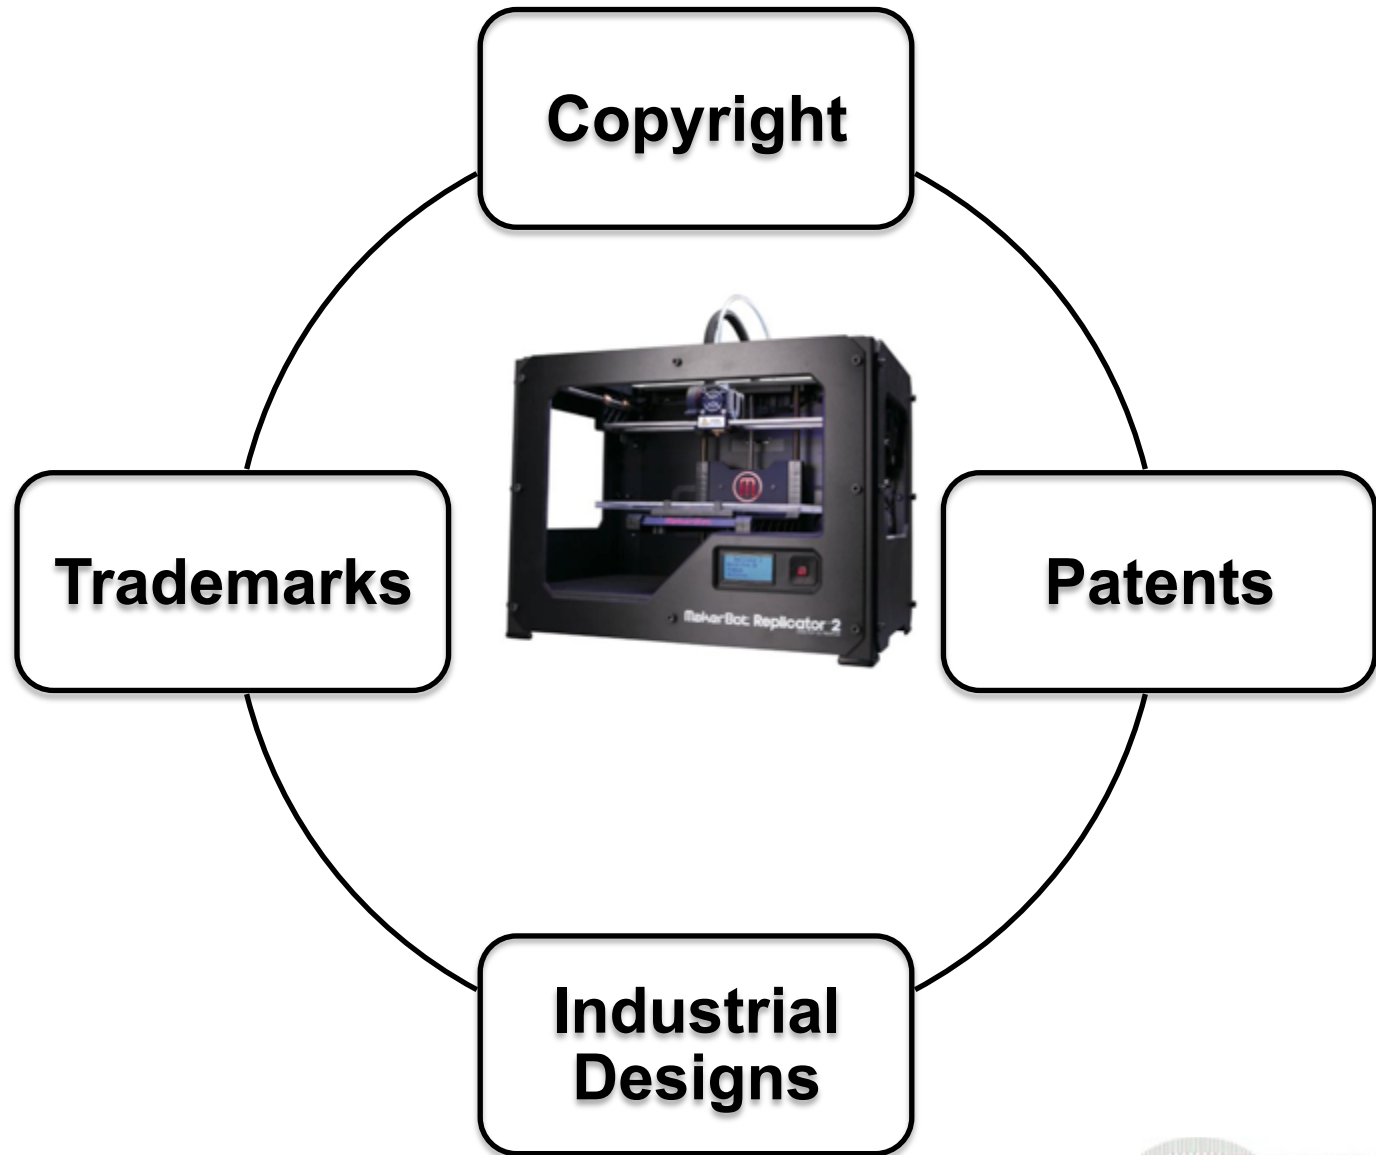 Copyright
Trademarks
Patents
MakerBot Replicator 2
Industrial
Designs